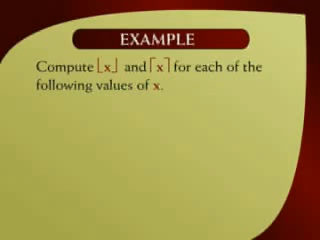 EXAMPLE
Compute ⌊x⌋ and ⌈x⌉ for each of the
following values of x.